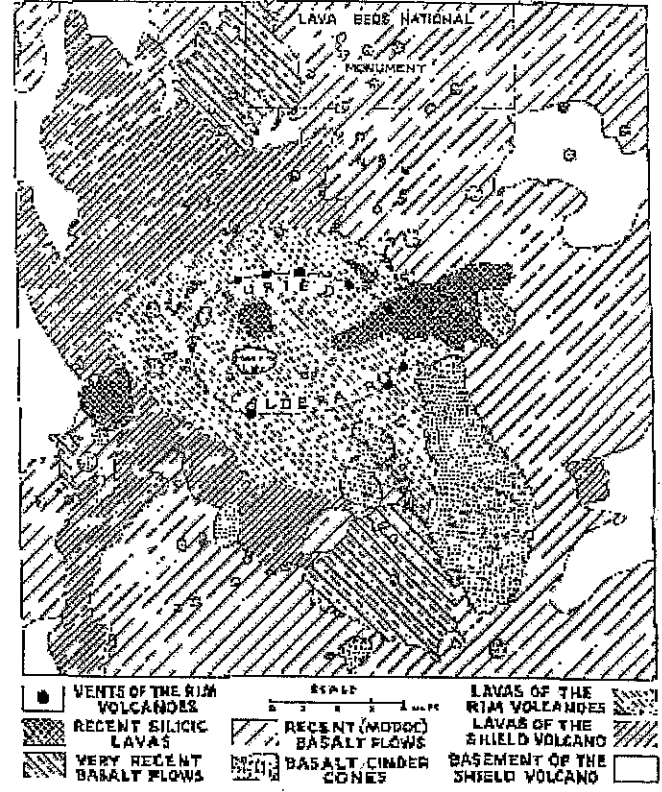 LAVA BEDS NATIONAL
MONUMENT
BURIED
CALDERA RIM
VENTS OF THE RIM
VOLCANOES
SCALE
MILES
LAVAS OF THE
RIM VOLCANOES
RECENT SILICIC
LAVAS
RECENT (MODOC)
BASALT FLOWS
LAVAS OF THE
SHIELD VOLCANO
VERY RECENT
BASALT FLOWS
BASALT CINDER
CONES
BASEMENT OF THE
SHIELD VOLCANO